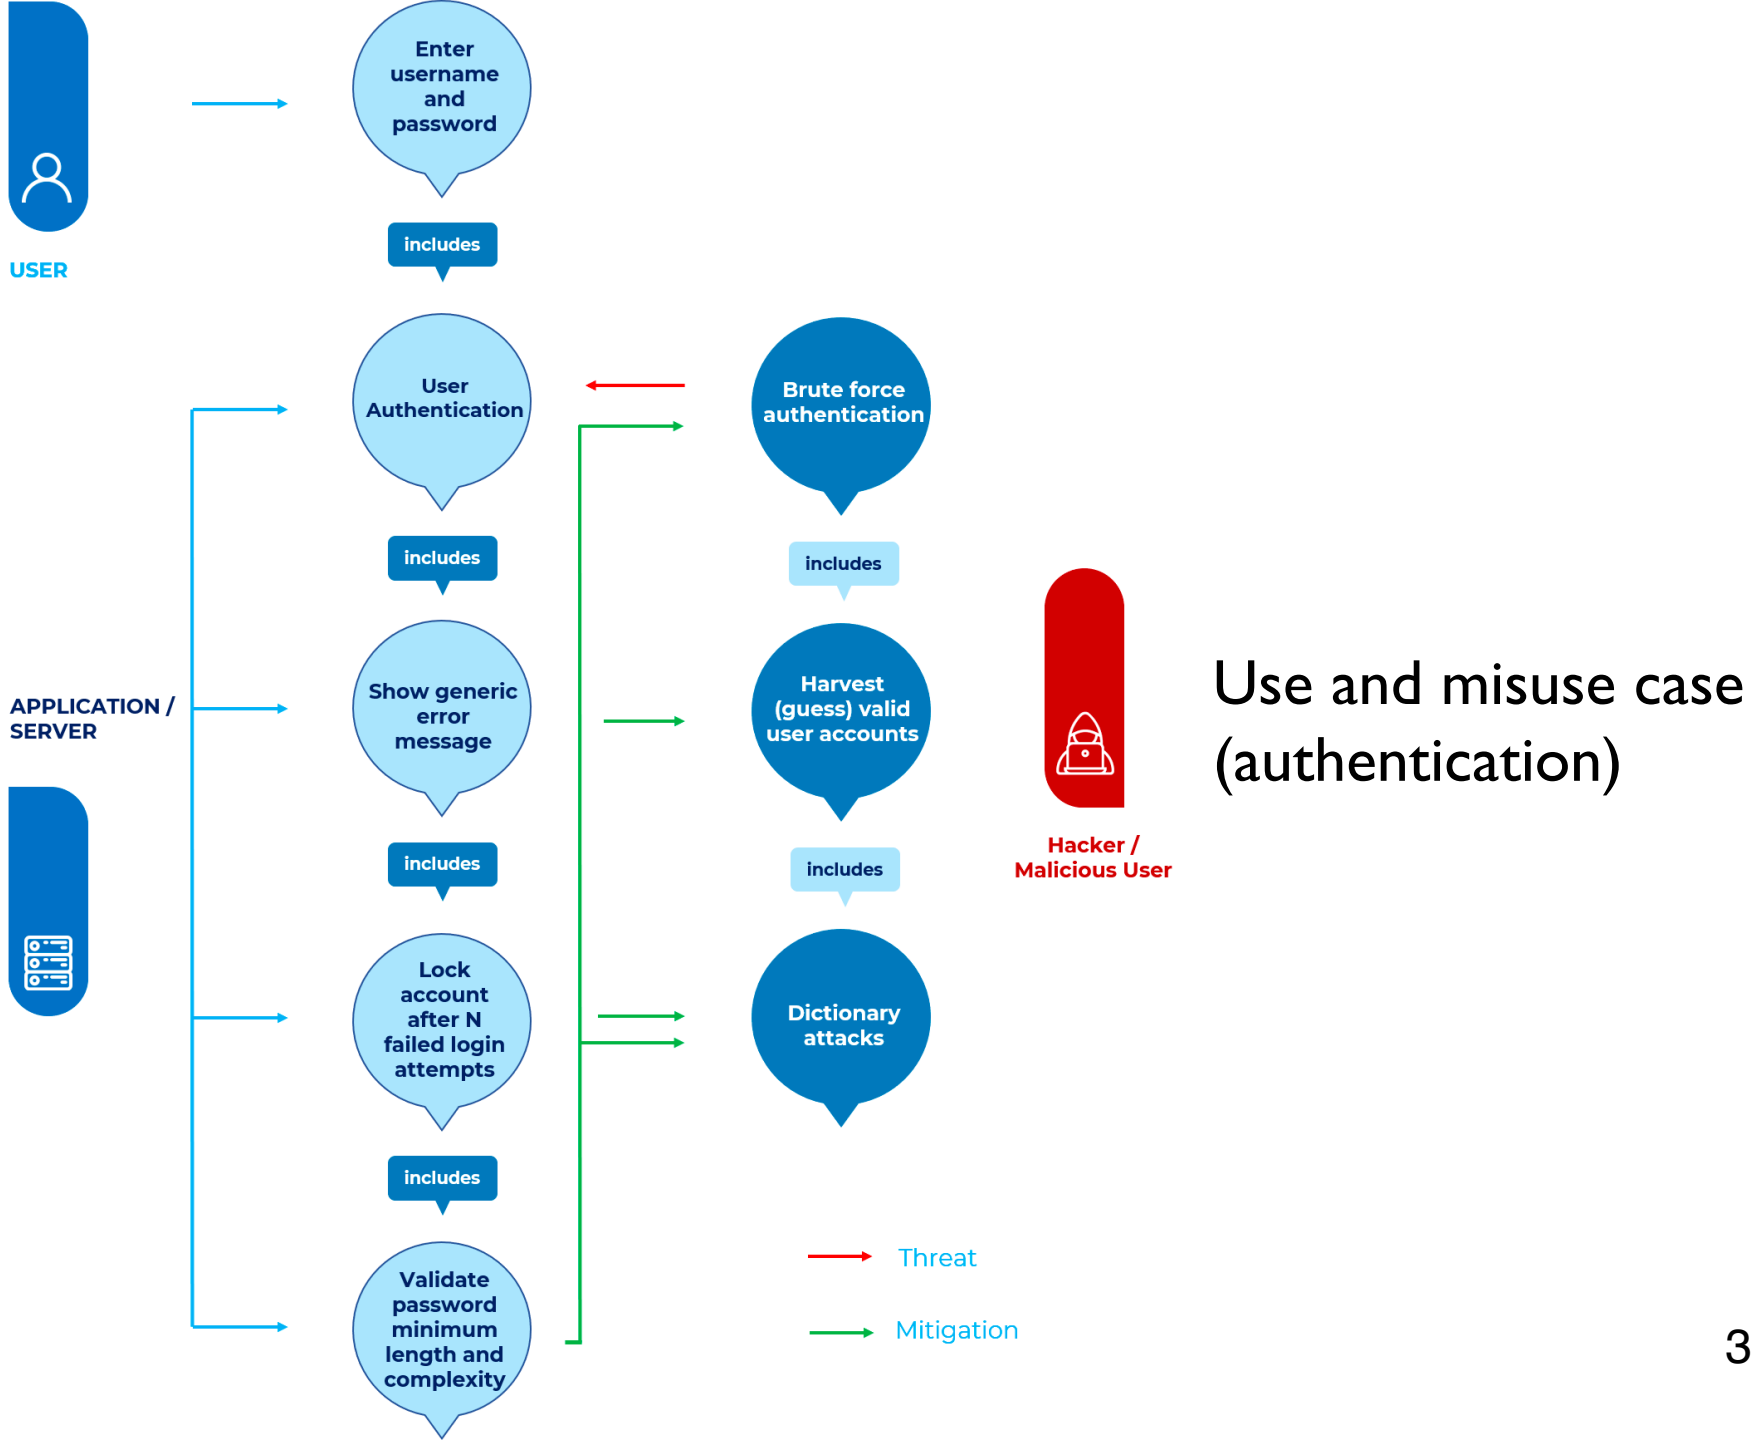 Enter
username
and
password
includes
USER
User
Authentication
Brute force
authentication
includes
includes
Show generic
error
message
Harvest
(guess) valid
user accounts
APPLICATION /
SERVER
Use and misuse case
(authentication)
Hacker /
Malicious User
includes
includes
Lock
account
after N
failed login
attempts
Dictionary
attacks
includes
Validate
password
minimum
length and
complexity
Threat
Mitigation
3